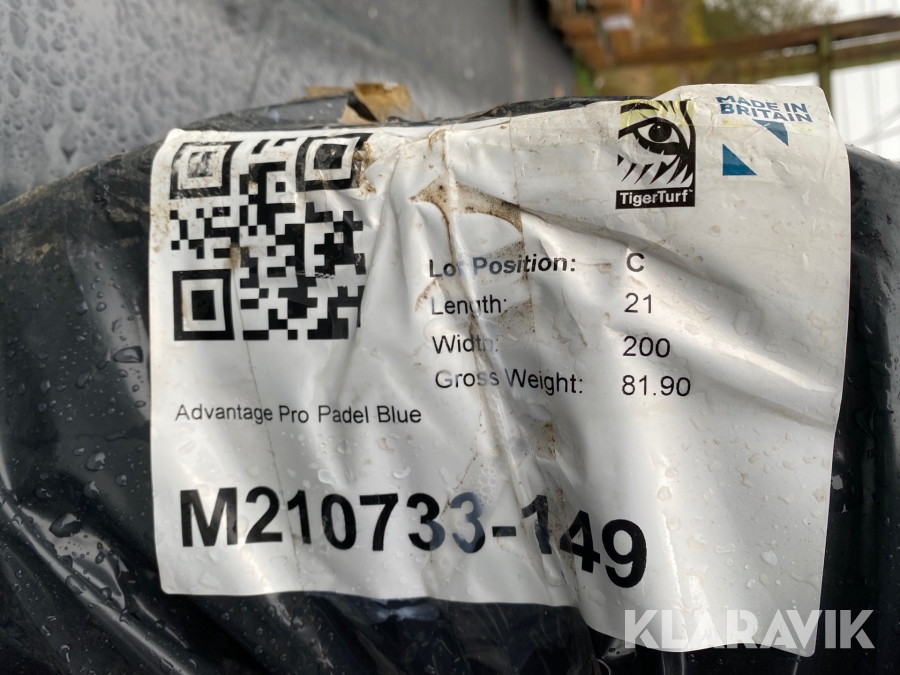 MADE IN
BRITAIN
TigerTurf™
Lot Position: C
Length: 21
Width: 200
Gross Weight: 81.90
Advantage Pro Padel Blue
M210733-149
KLARAVIK